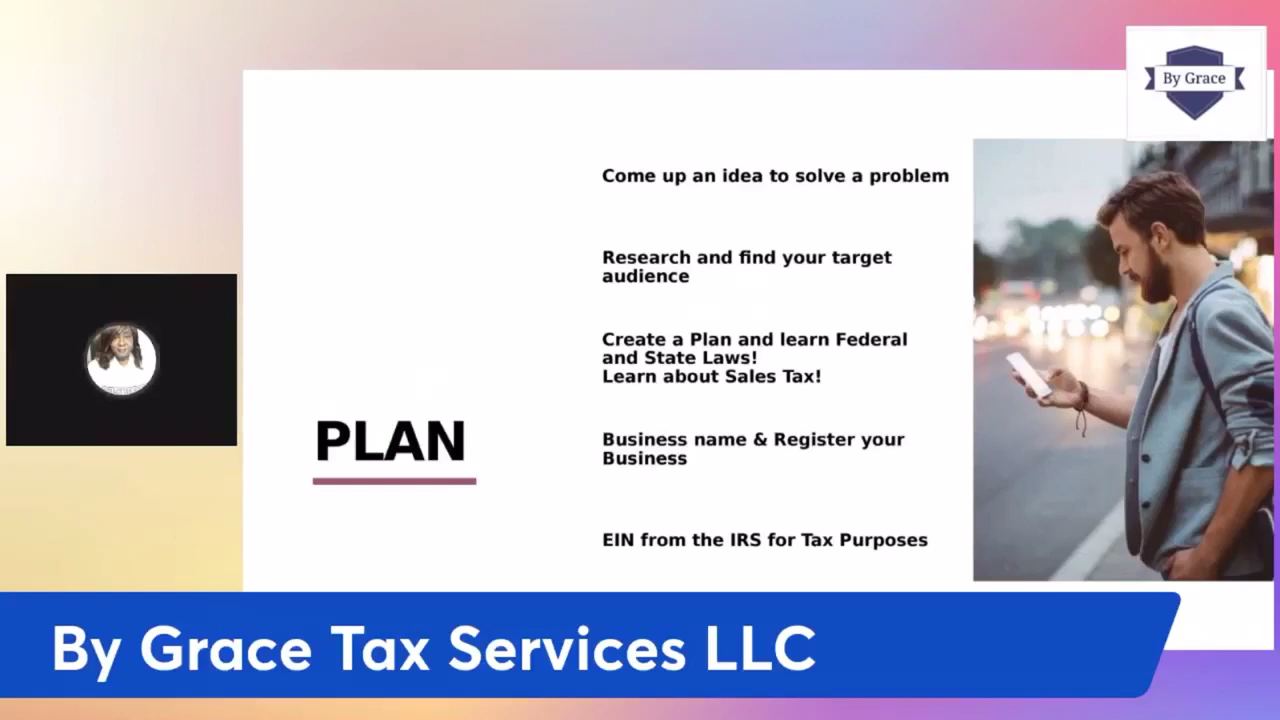 By Grace
Come up an idea to solve a problem
Research and find your target
audience
Create a Plan and learn Federal
and State Laws!
Learn about Sales Tax!
PLAN
Business name & Register your
Business
EIN from the IRS for Tax Purposes
By Grace Tax Services LLC